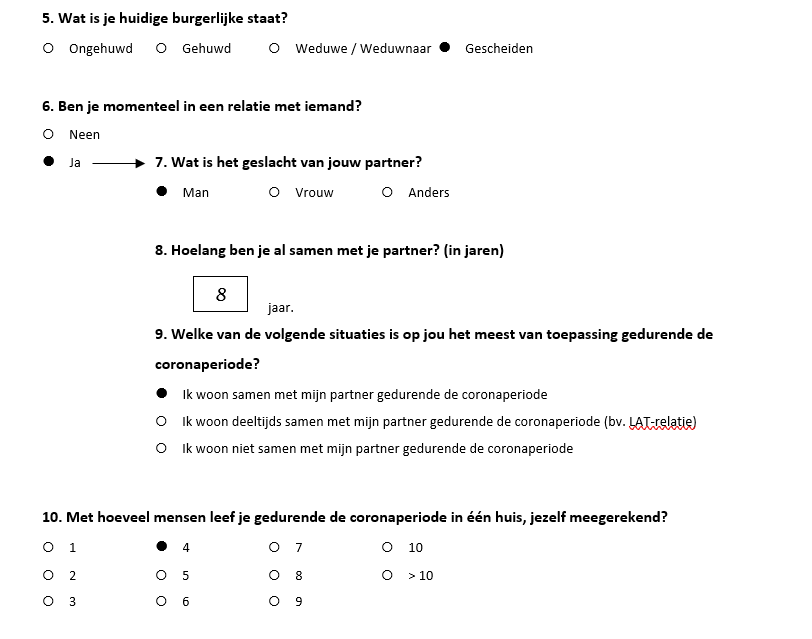 5. Wat is je huidige burgerlijke staat?
Ongehuwd Gehuwd Weduwe / Weduwnaar Gescheiden
6. Ben je momenteel in een relatie met iemand?
Neen
Ja 7. Wat is het geslacht van jouw partner?
Man Vrouw Anders
8. Hoelang ben je al samen met je partner? (in jaren)
8 jaar.
9. Welke van de volgende situaties is op jou het meest van toepassing gedurende de
coronaperiode?
Ik woon samen met mijn partner gedurende de coronaperiode
Ik woon deeltijds samen met mijn partner gedurende de coronaperiode (bv. LAT-relatie)
Ik woon niet samen met mijn partner gedurende de coronaperiode
10. Met hoeveel mensen leef je gedurende de coronaperiode in één huis, jezelf meegerekend?
1 4 7 10
2 5 8 > 10
3 6 9